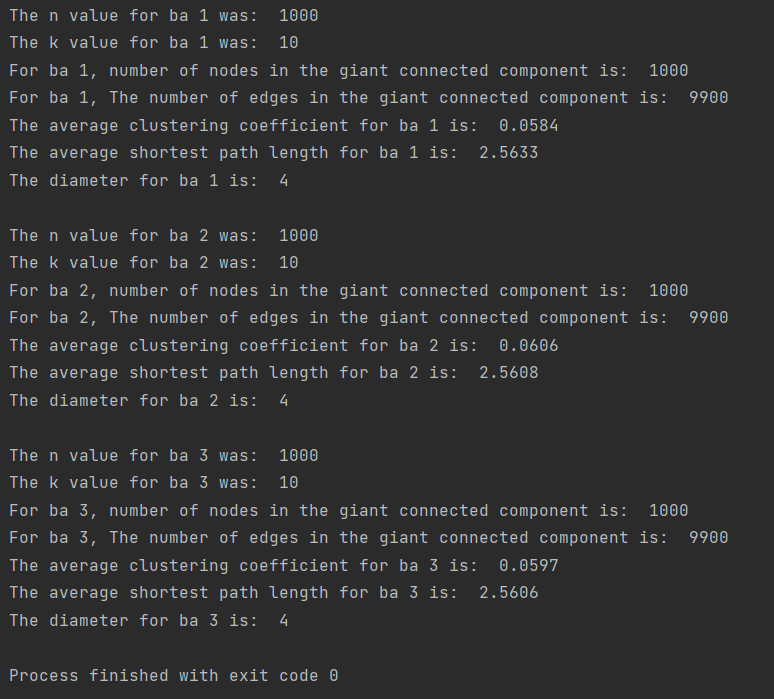 The n value for ba 1 was:  1000
The k value for ba 1 was:  10
For ba 1, number of nodes in the giant connected component is:  1000
For ba 1, The number of edges in the giant connected component is:  9900
The average clustering coefficient for ba 1 is:  0.0584
The average shortest path length for ba 1 is:  2.5633
The diameter for ba 1 is:  4

The n value for ba 2 was:  1000
The k value for ba 2 was:  10
For ba 2, number of nodes in the giant connected component is:  1000
For ba 2, The number of edges in the giant connected component is:  9900
The average clustering coefficient for ba 2 is:  0.0606
The average shortest path length for ba 2 is:  2.5608
The diameter for ba 2 is:  4

The n value for ba 3 was:  1000
The k value for ba 3 was:  10
For ba 3, number of nodes in the giant connected component is:  1000
For ba 3, The number of edges in the giant connected component is:  9900
The average clustering coefficient for ba 3 is:  0.0597
The average shortest path length for ba 3 is:  2.5606
The diameter for ba 3 is:  4

Process finished with exit code 0